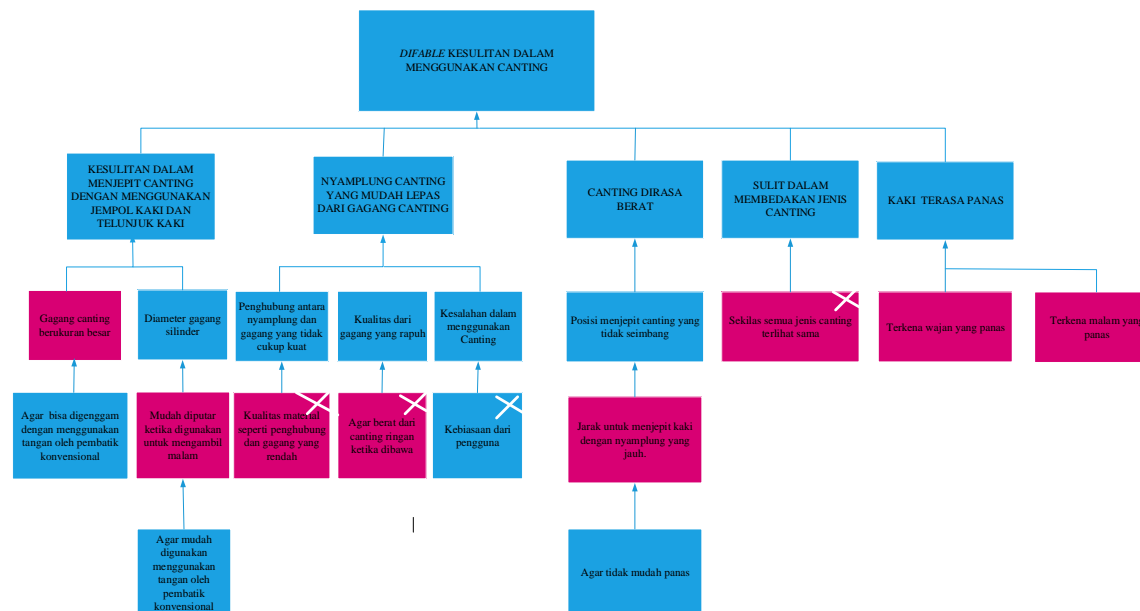 DIFABLE KESULITAN DALAM
MENGGUNAKAN CANTING
KESULITAN DALAM
MENJEPIT CANTING
DENGAN MENGGUNAKAN
JEMPOL KAKI DAN
TELUNJUK KAKI
NYAMPLUNG CANTING
YANG MUDAH LEPAS
DARI GAGANG CANTING
CANTING DIRASA
BERAT
SULIT DALAM
MEMBEDAKAN JENIS
CANTING
KAKI TERASA PANAS
Gagang canting
berukuran besar
Diameter gagang
silinder
Penghubung antara
nyamplung dan
gagang yang tidak
cukup kuat
Kualitas dari
gagang yang rapuh
Kesalahan dalam
menggunakan
Canting
Posisi menjepit canting yang
tidak seimbang
Sekilas semua jenis canting
terlihat sama
Terkena wajan yang panas
Terkena malam yang
panas
Agar bisa digenggam
dengan menggunakan
tangan oleh pembatik
konvensional
Mudah diputar
ketika digunakan
untuk mengambil
malam
Kualitas material
seperti penghubung
dan gagang yang
rendah
Agar berat dari
canting ringan
ketika dibawa
Kebiasaan dari
pengguna
Jarak untuk menjepit kaki
dengan nyamplung yang
jauh.
Agar mudah
digunakan
menggunakan
tangan oleh
pembatik
konvensional
Agar tidak mudah panas